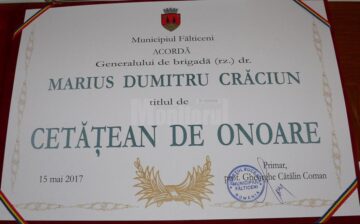 Municipiul Fălticeni
ACORDĂ
Generalului de brigadă (rz.) dr.
MARIUS DUMITRU CRĂCIUN
titlul de
CETĂȚEAN DE ONOARE
15 mai 2017
Primar,
prof. Gheorghe Cătălin Coman